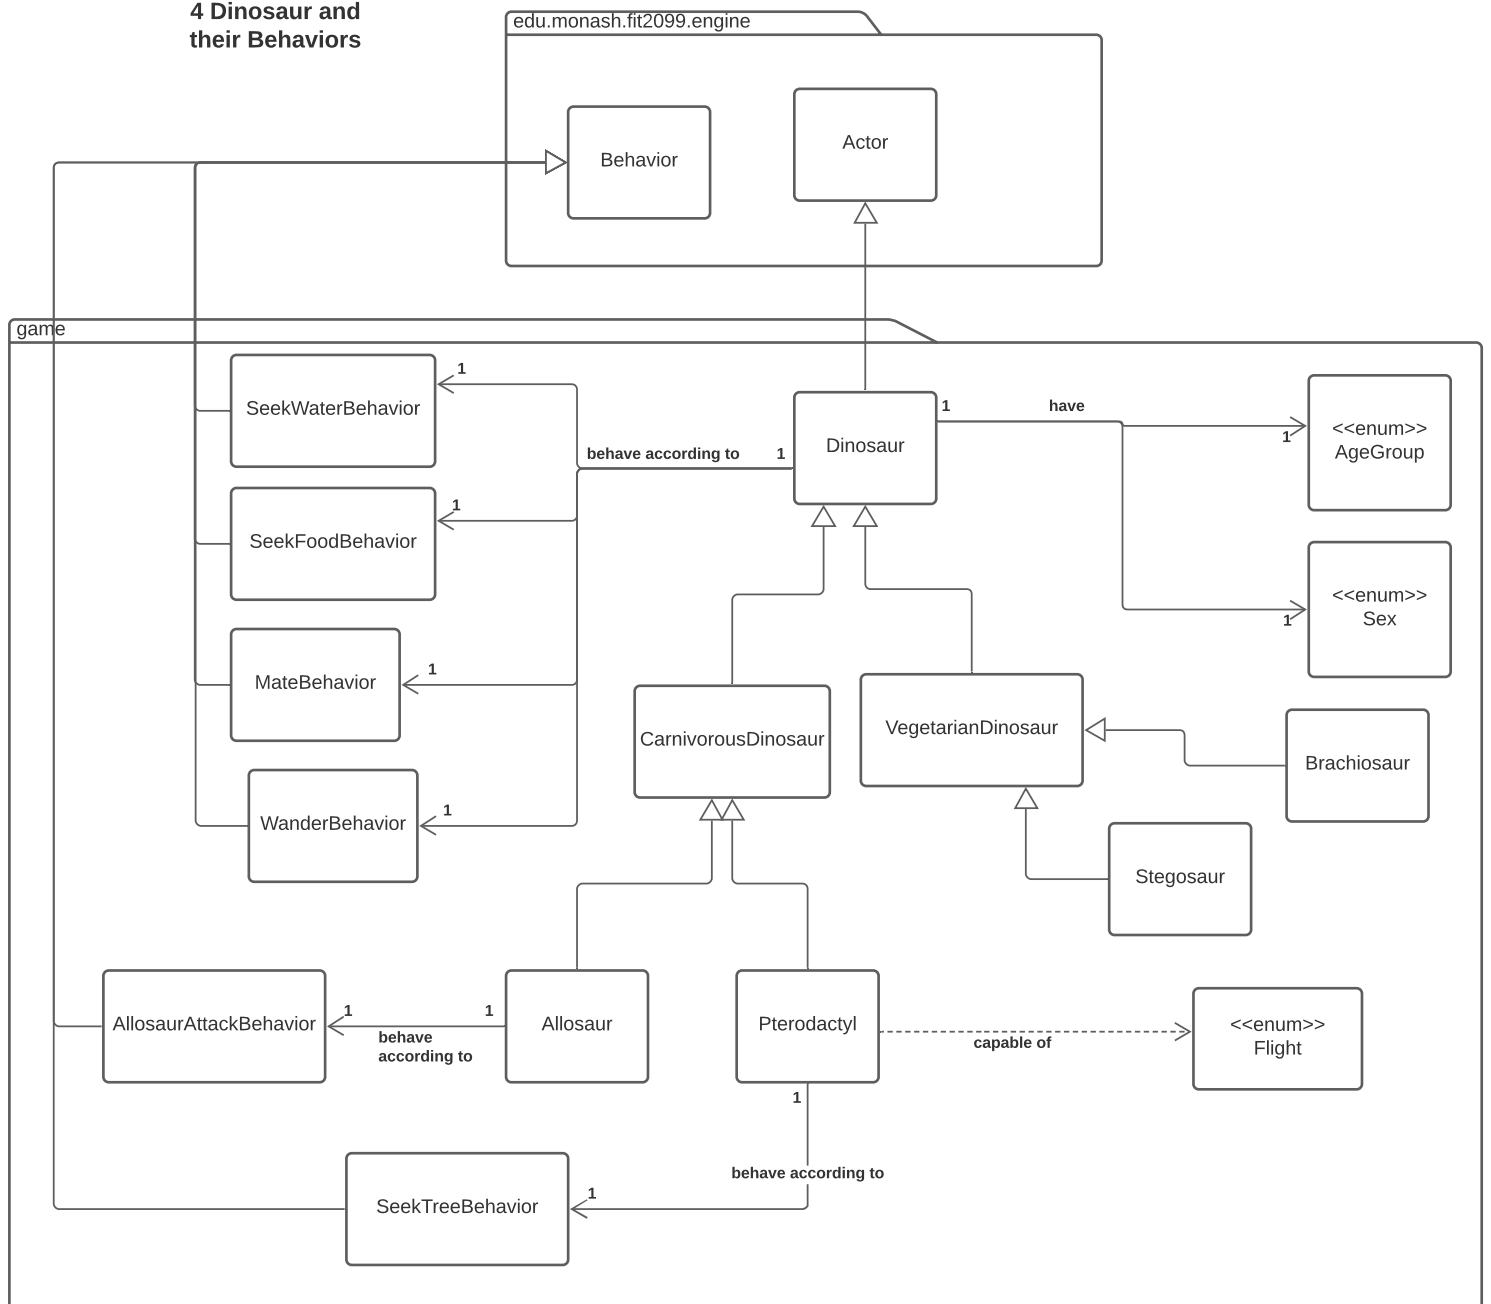 4 Dinosaur and
their Behaviors
edu.monash.fit2099.engine
Behavior
Actor
game
SeekWaterBehavior
1
behave according to
1
Dinosaur
1
have
1
<<enum>>
AgeGroup
SeekFoodBehavior
1
1
<<enum>>
Sex
MateBehavior
1
CarnivorousDinosaur
VegetarianDinosaur
Brachiosaur
WanderBehavior
1
Stegosaur
AllosaurAttackBehavior
1
1
behave
according to
Allosaur
Pterodactyl
capable of
<<enum>>
Flight
1
behave according to
SeekTreeBehavior
1